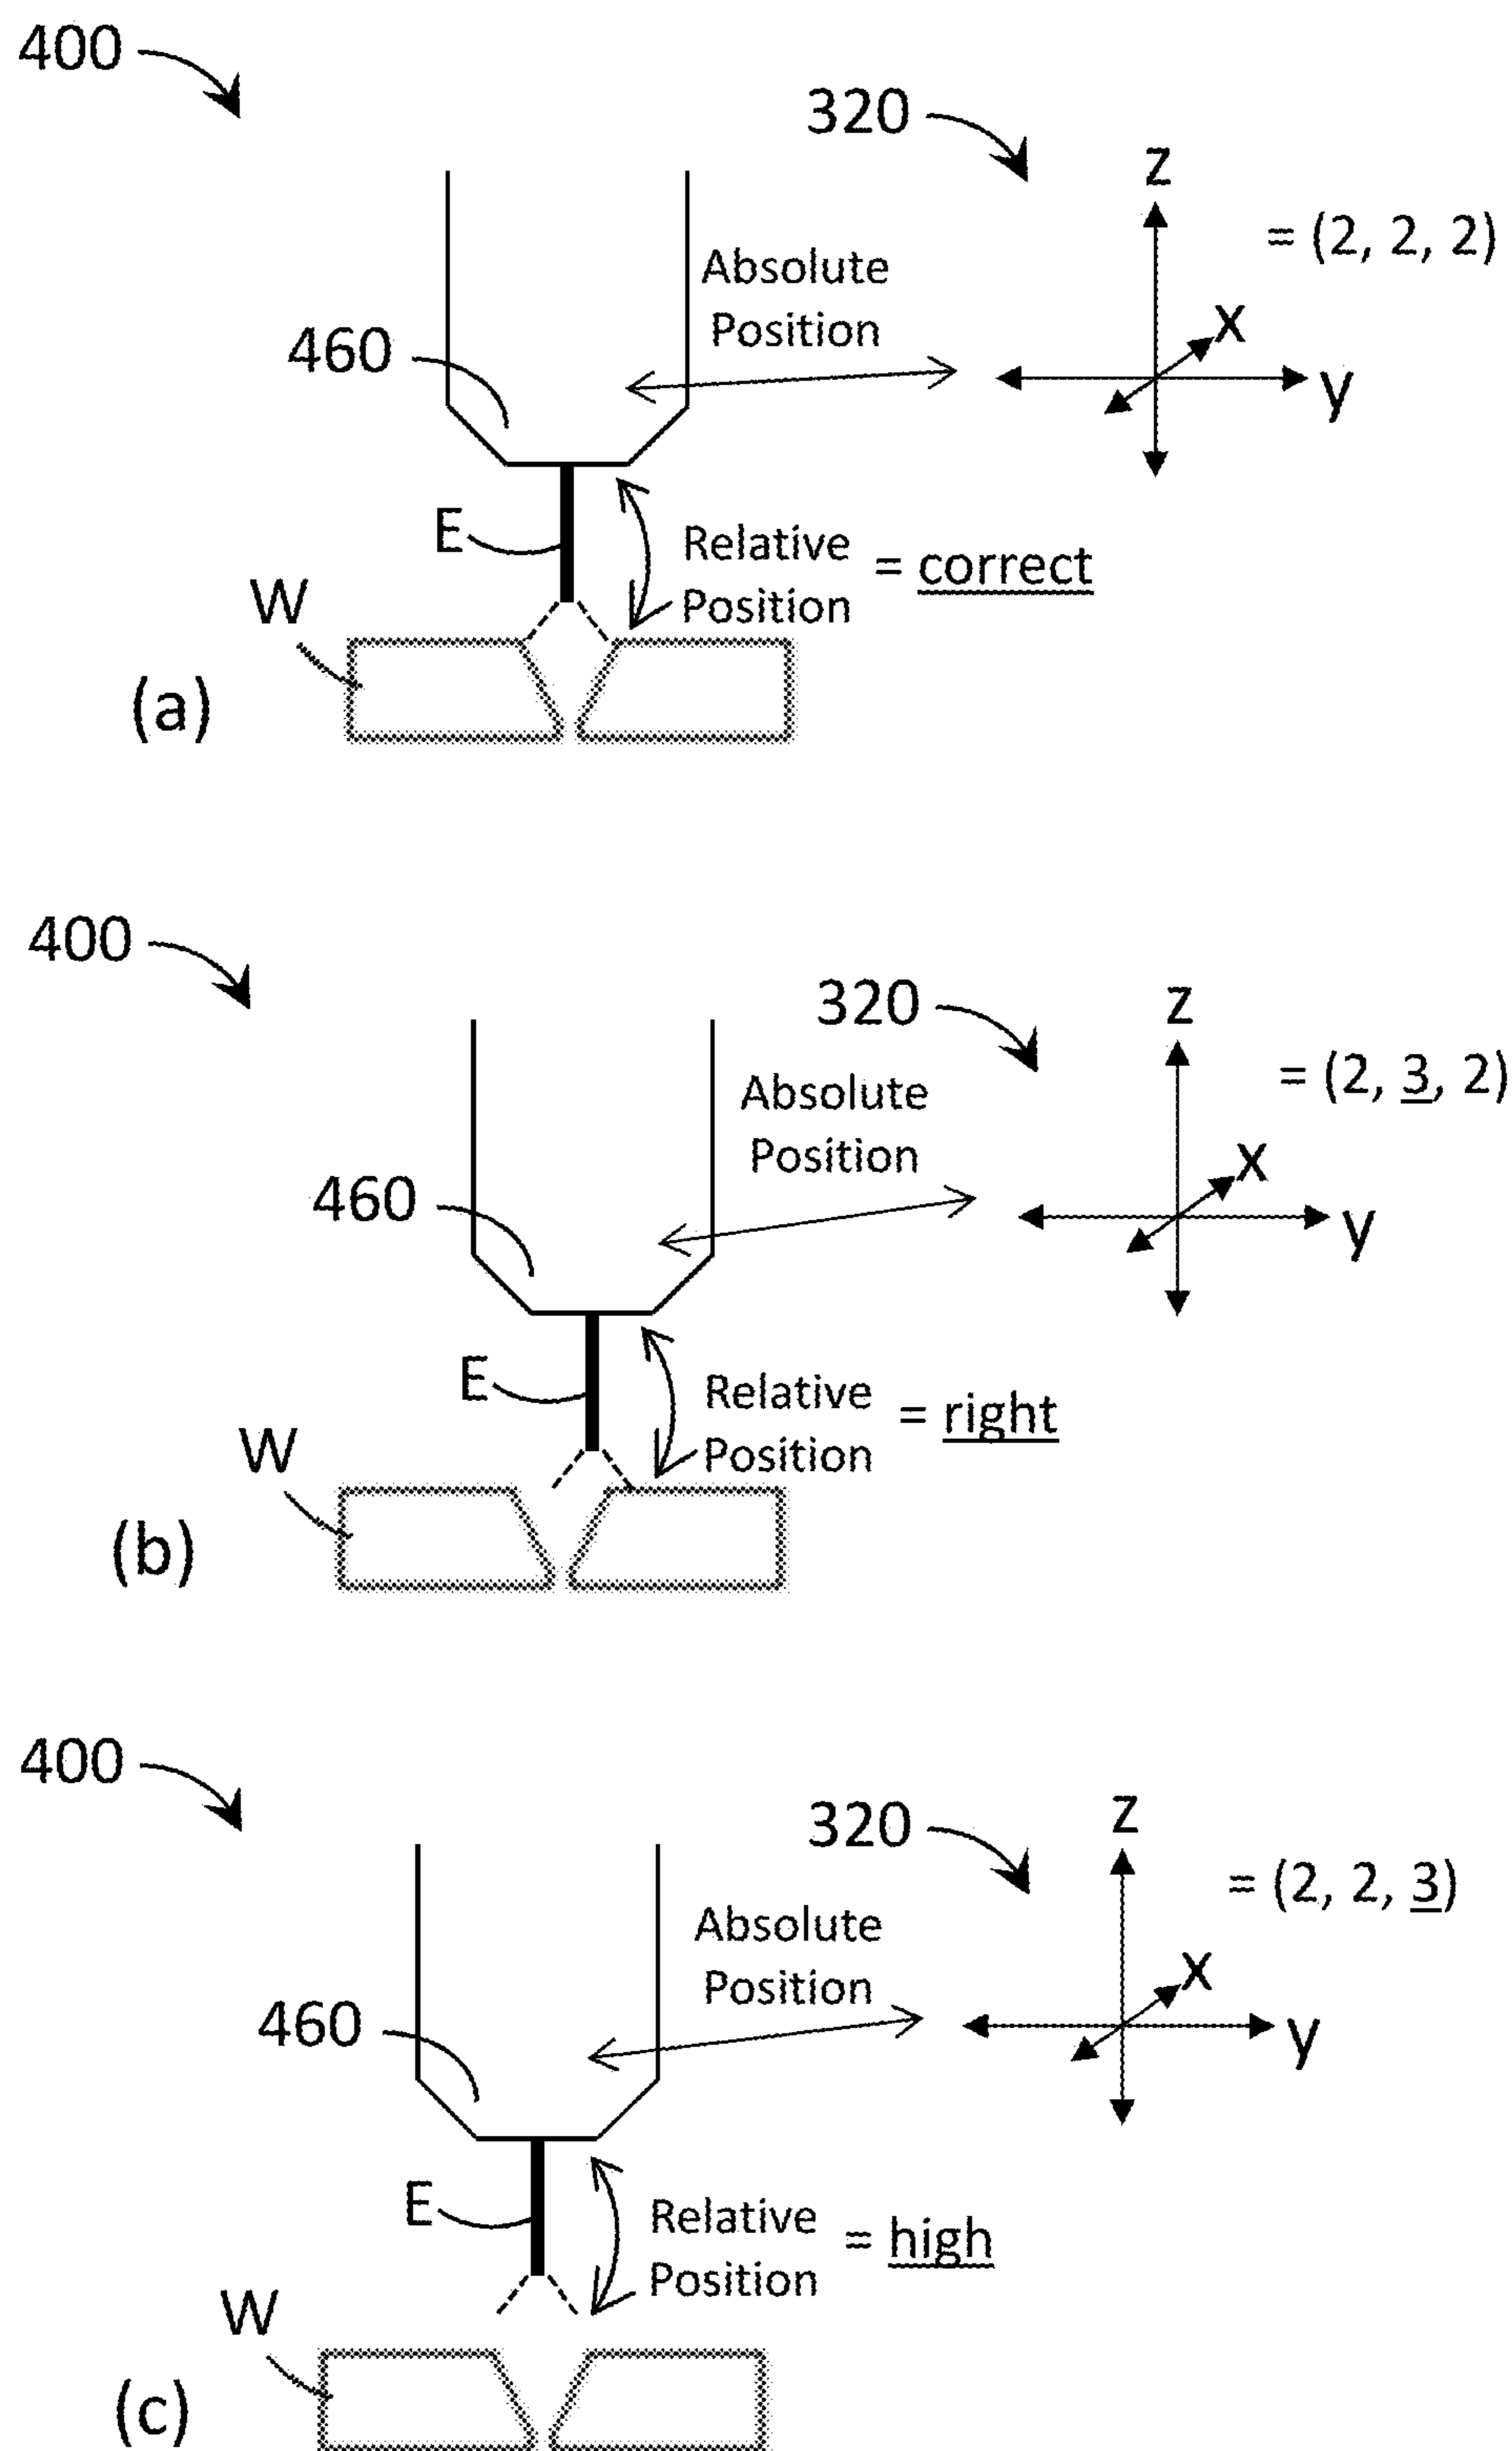 400
320
z
= (2, 2, 2)
Absolute
Position
x
460
y
E
Relative
Position
= correct
W
(a)
400
320
z
= (2, 3, 2)
Absolute
Position
x
460
y
E
Relative
Position
= right
W
(b)
400
320
z
= (2, 2, 3)
Absolute
Position
x
460
y
E
Relative
Position
= high
W
(c)